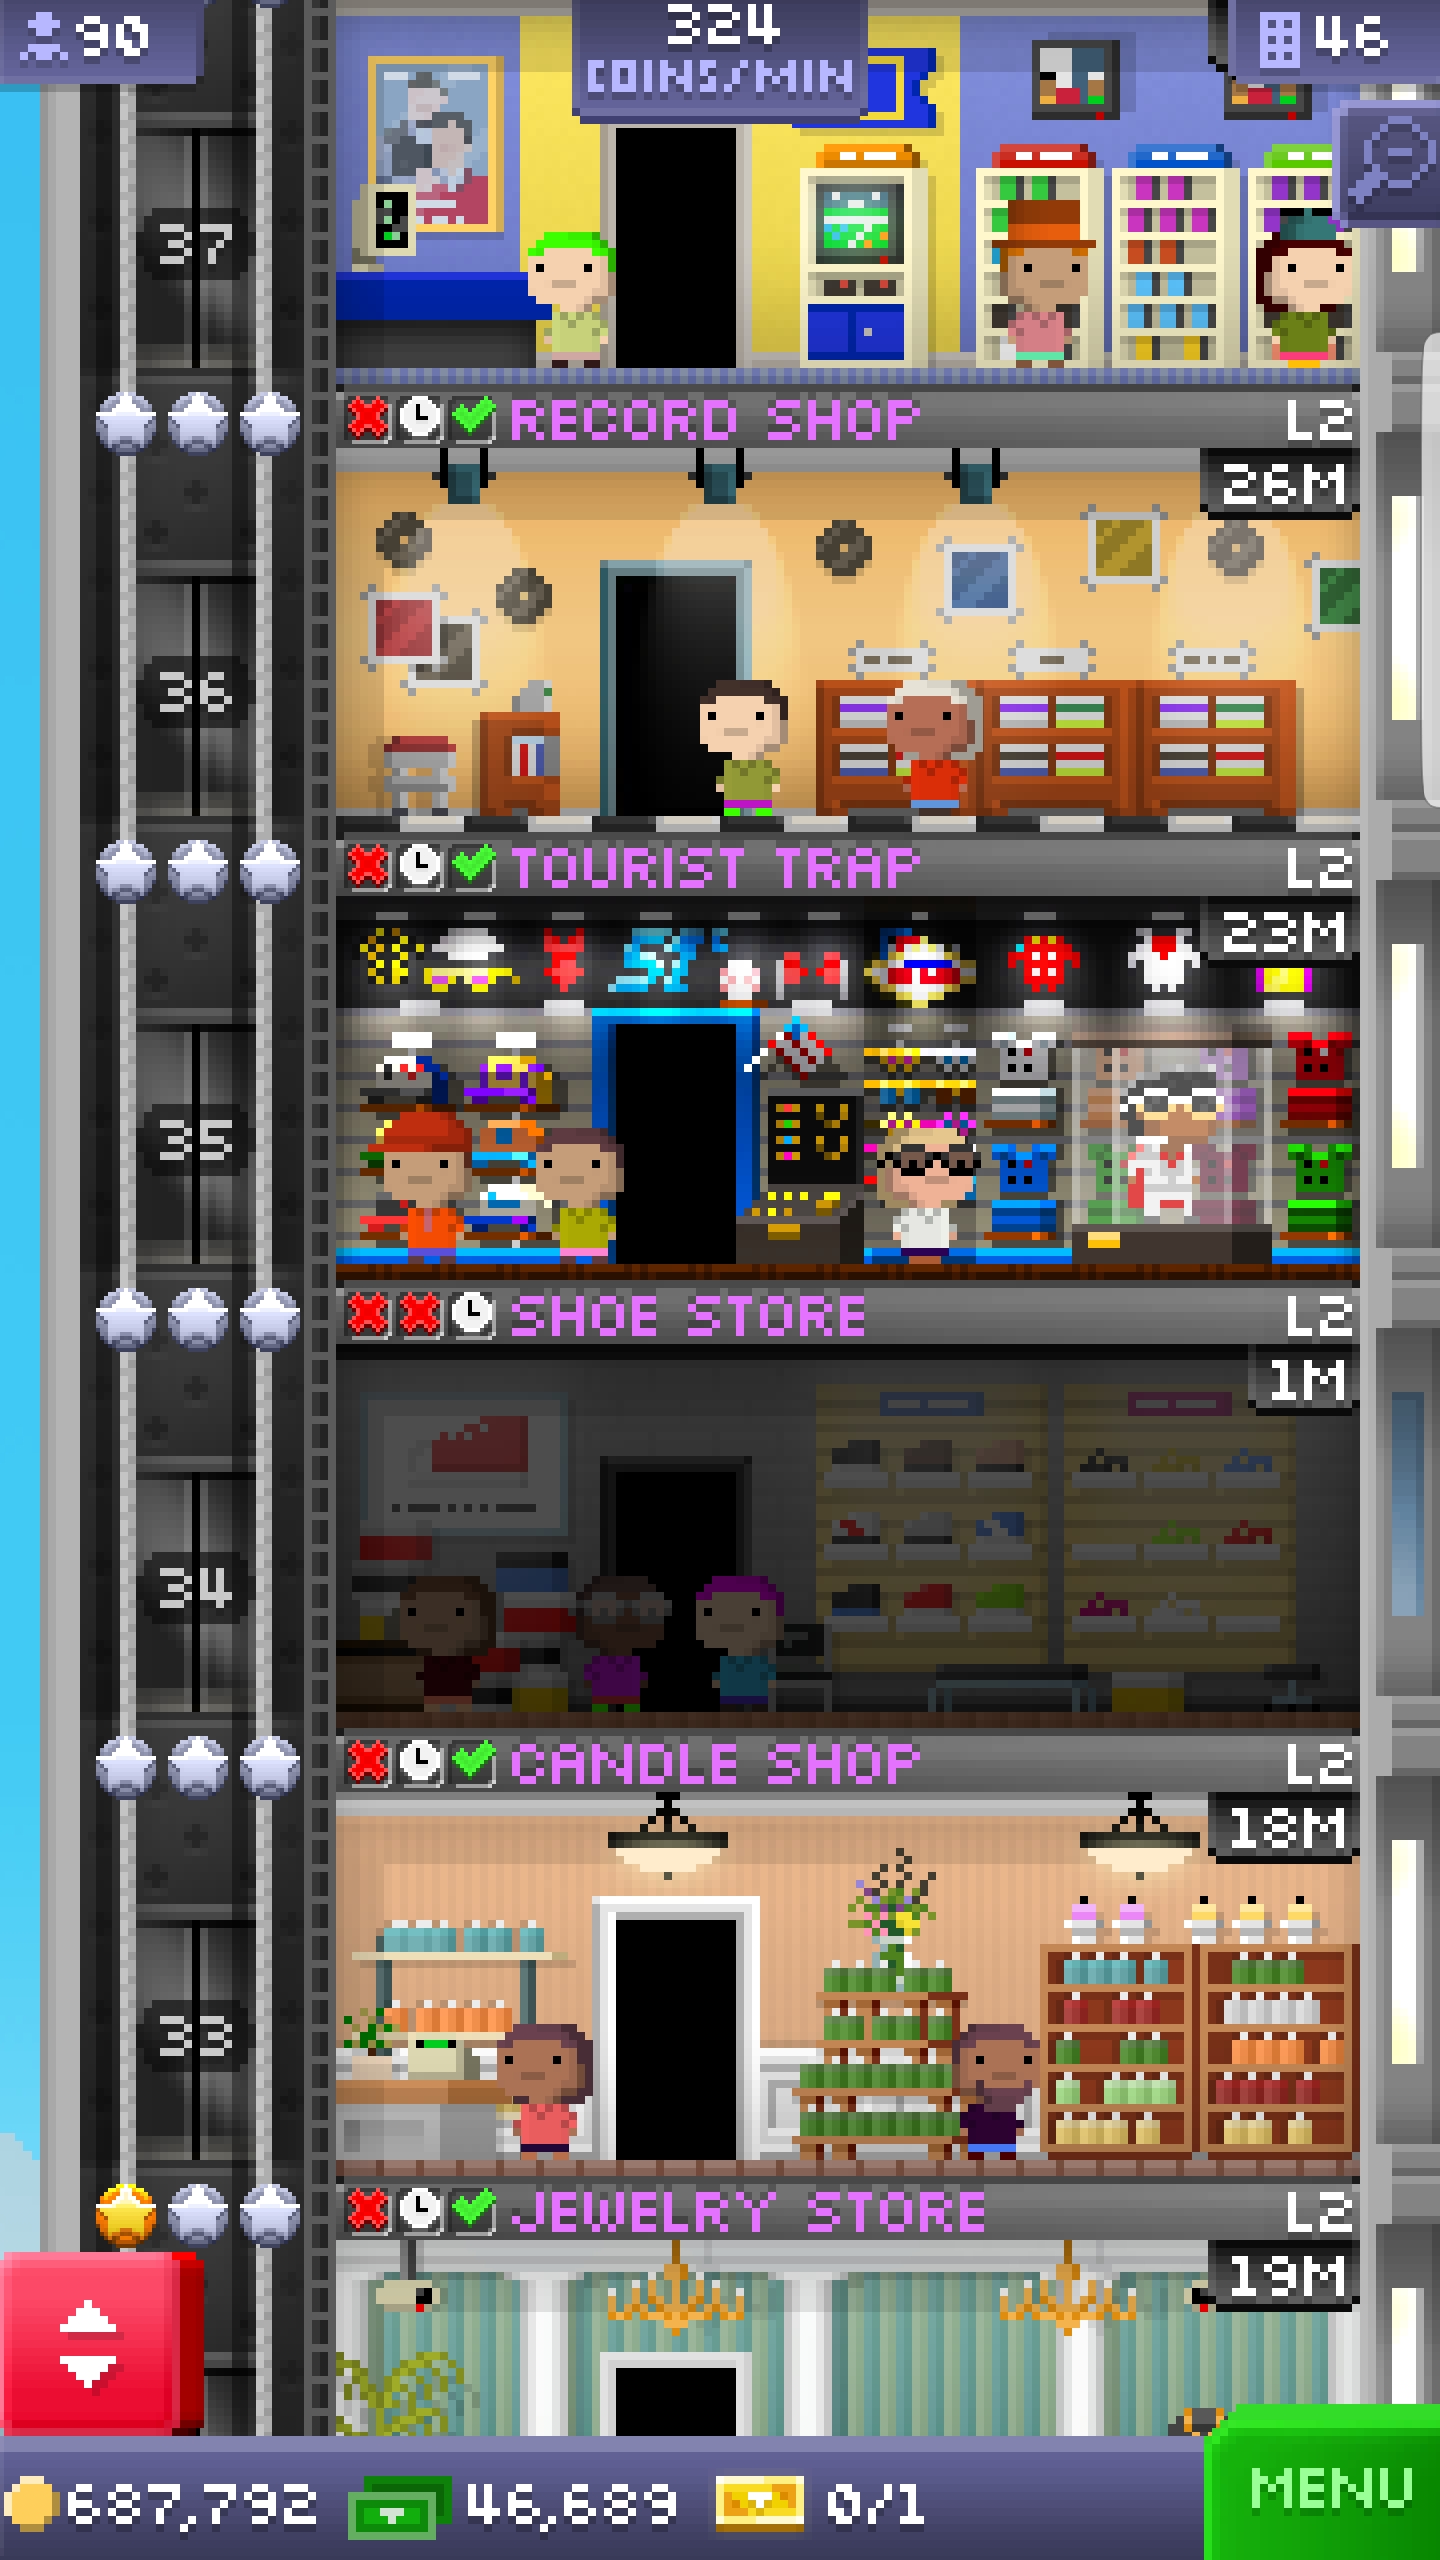 90
324
COINS/MIN
46
37
RECORD SHOP L2
26M
36
TOURIST TRAP L2
23M
35
SHOE STORE L2
1M
34
CANDLE SHOP L2
18M
33
JEWELRY STORE L2
19M
687,792 46,689 0/1
MENU